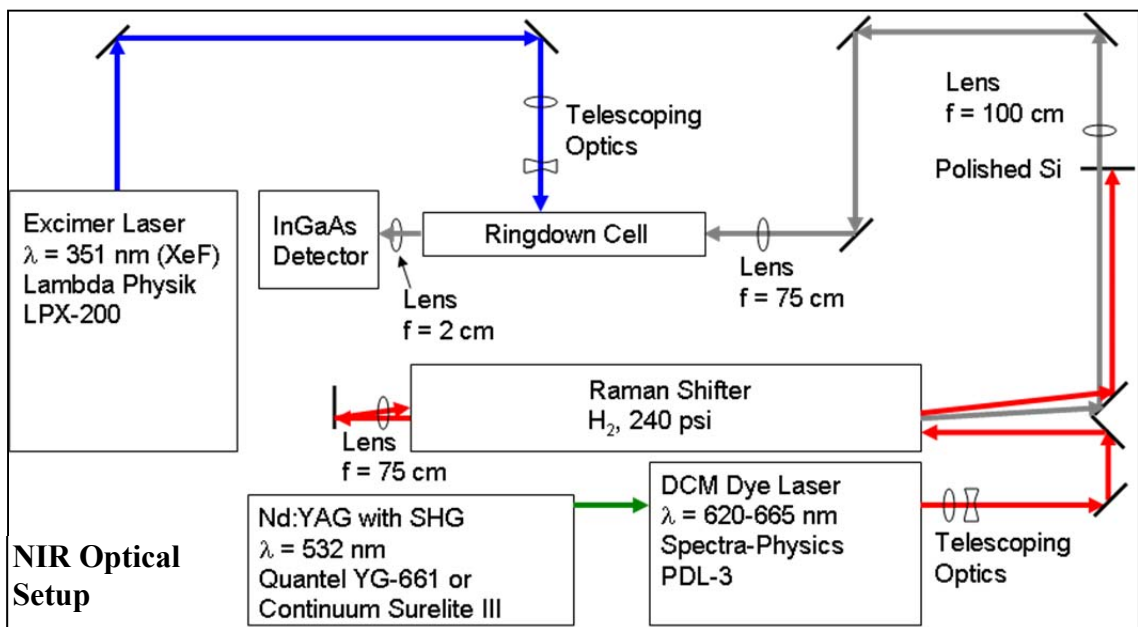 Excimer Laser
λ = 351 nm (XeF)
Lambda Physik
LPX-200
Telescoping
Optics
InGaAs
Detector
Ringdown Cell
Lens
f = 2 cm
Lens
f = 75 cm
Lens
f = 100 cm
Polished Si
Raman Shifter
H₂, 240 psi
Lens
f = 75 cm
Nd:YAG with SHG
λ = 532 nm
Quantel YG-661 or
Continuum Surelite III
DCM Dye Laser
λ = 620-665 nm
Spectra-Physics
PDL-3
Telescoping
Optics
NIR Optical
Setup